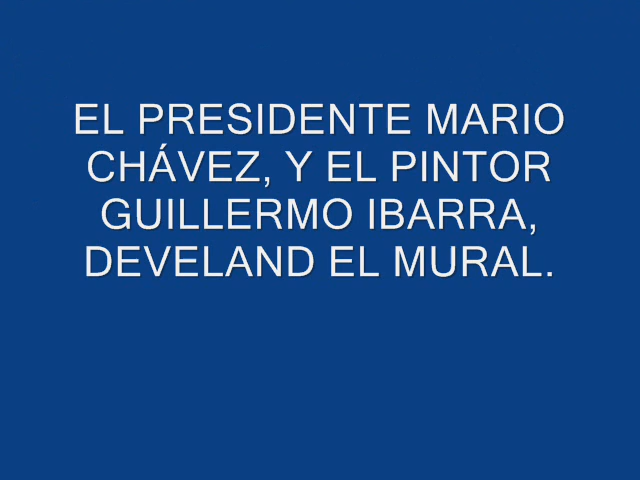 EL PRESIDENTE MARIO
CHÁVEZ, Y EL PINTOR
GUILLERMO IBARRA,
DEVELAND EL MURAL.